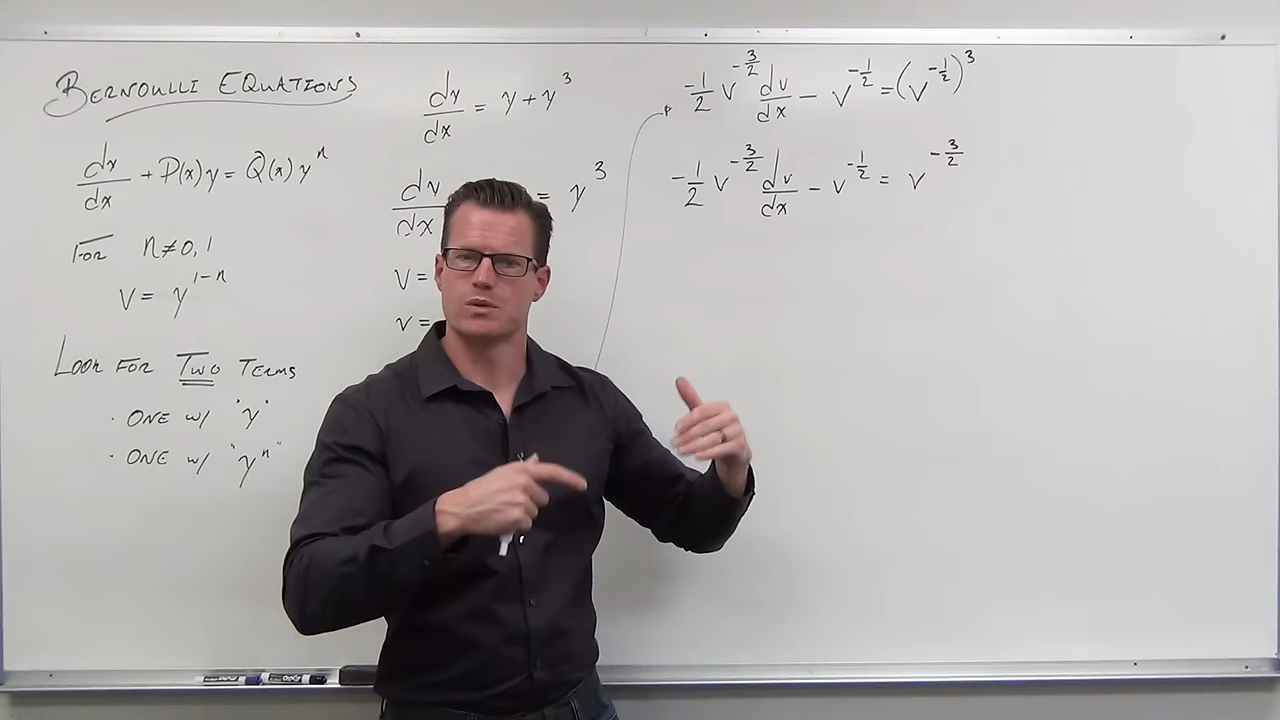 BERNOULLI EQUATIONS
dy/dx + P(x)y = Q(x)y^n
FOR n≠0,1
v = y^{1-n}
LOOK FOR TWO TERMS
· ONE w/ "y"
· ONE w/ "y^n"
dy/dx = y + y^3
dy/dx = y^3
v =
v =
-1/2 v^{-3/2} dv/dx - v^{-1/2} = (v^{-1/2})^3
-1/2 v^{-3/2} dv/dx - v^{-1/2} = v^{-3/2}